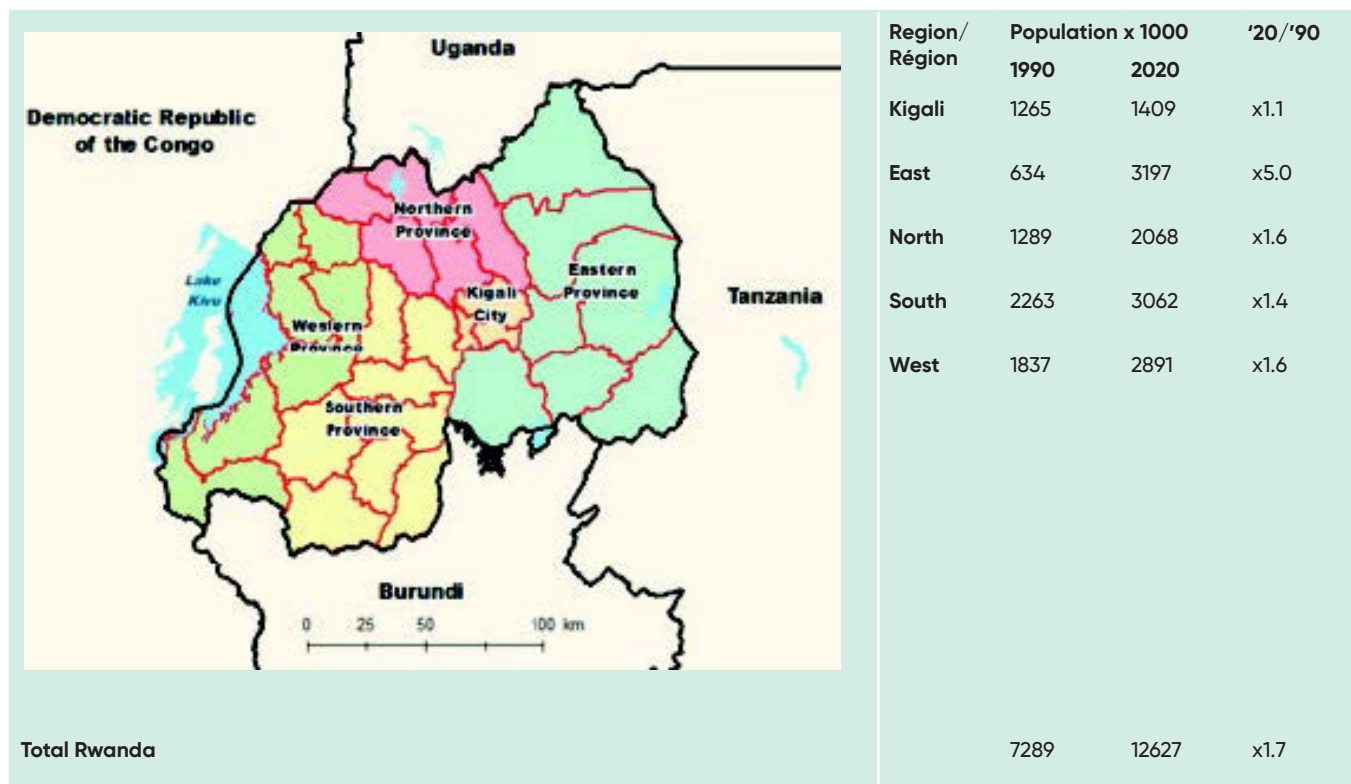 Uganda
Democratic Republic
of the Congo
Northern
Province
Lake
Kivu
Eastern
Province
Kigali
City
Tanzania
Western
Province
Southern
Province
Burundi
0 25 50 100 km
Region/ Population x 1000 ‘20/’90
Région
1990 2020
Kigali 1265 1409 x1.1
East 634 3197 x5.0
North 1289 2068 x1.6
South 2263 3062 x1.4
West 1837 2891 x1.6
Total Rwanda 7289 12627 x1.7